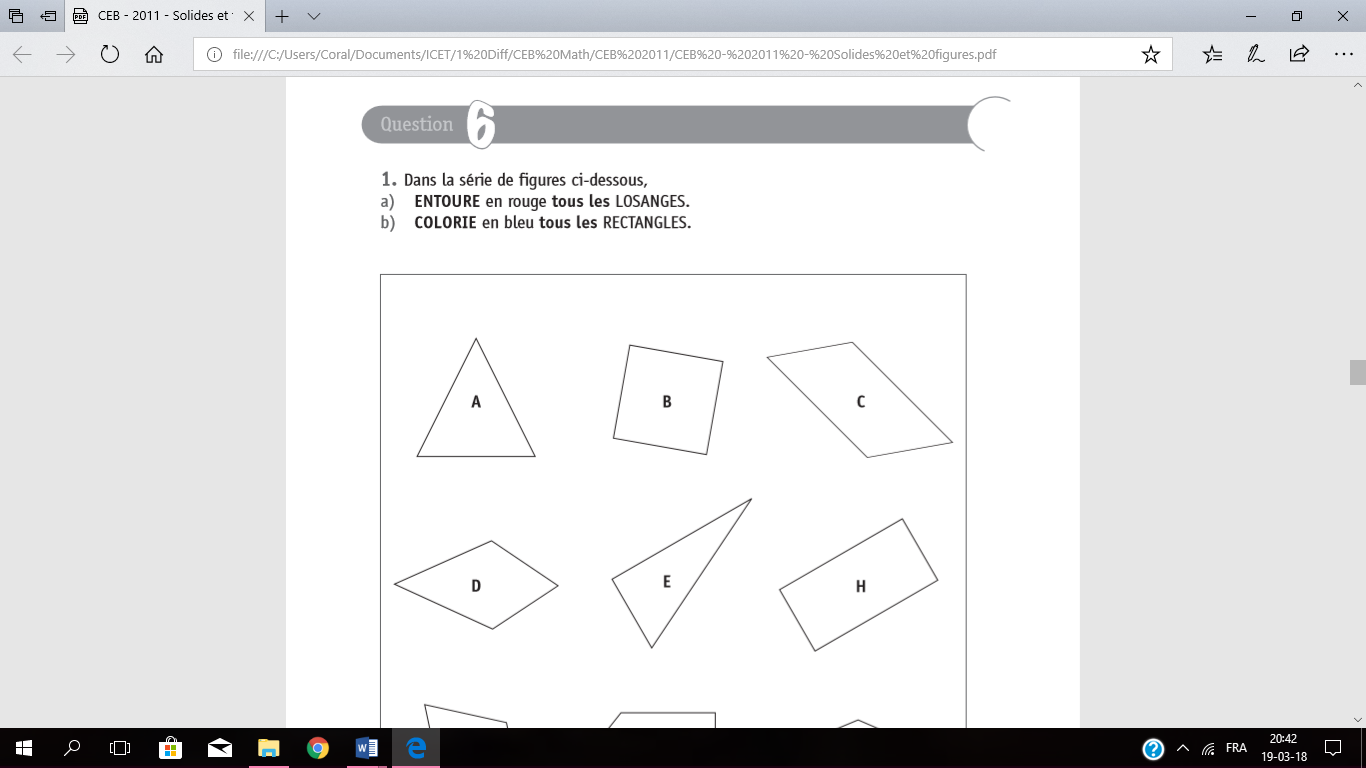 CEB - 2011 - Solides et
file:///C:/Users/Coral/Documents/ICET/1%20Diff/CEB%20Math/CEB%202011/CEB%20-%202011%20-%20Solides%20et%20figures.pdf
Question 6
1. Dans la série de figures ci-dessous,
a) ENTOURE en rouge tous les LOSANGES.
b) COLORIE en bleu tous les RECTANGLES.
A B C
D E H
FRA
20:42
19-03-18